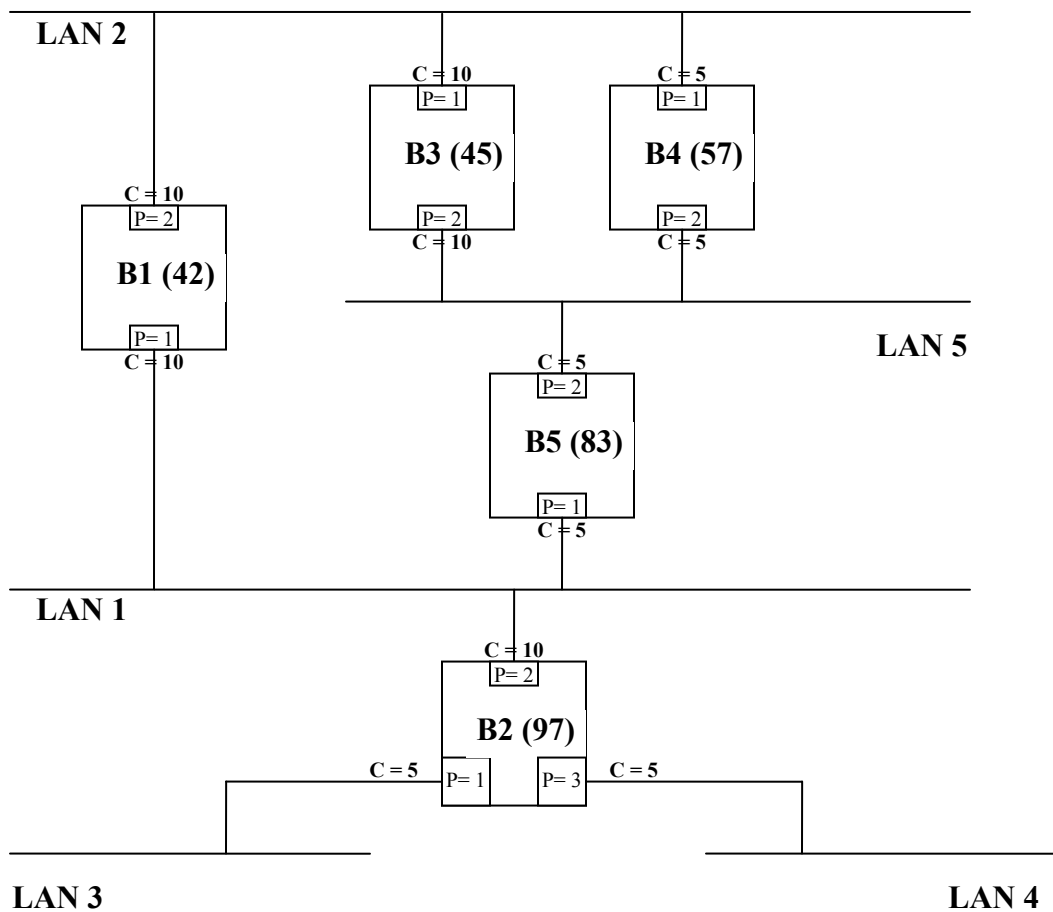 LAN 2
C = 10
C = 5
P= 1
P= 1
B3 (45)
B4 (57)
C = 10
P= 2
P= 2
P= 2
C = 10
C = 5
B1 (42)
P= 1
C = 10
LAN 5
C = 5
P= 2
B5 (83)
P= 1
C = 5
LAN 1
C = 10
P= 2
B2 (97)
C = 5
P= 1
P= 3
C = 5
LAN 3
LAN 4